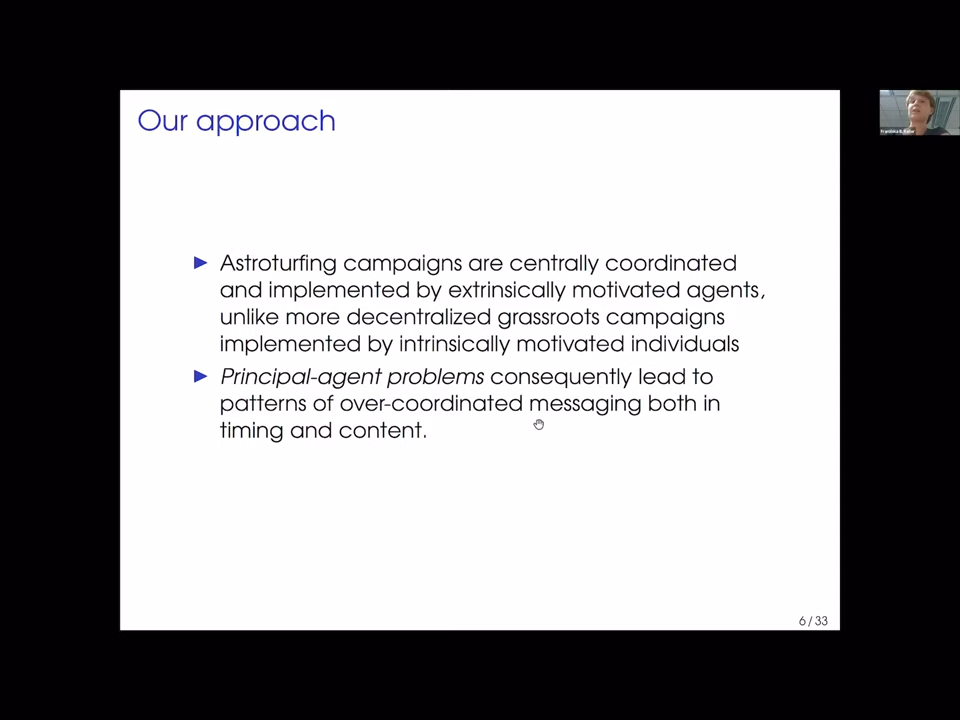 Our approach
Astroturfing campaigns are centrally coordinated
and implemented by extrinsically motivated agents,
unlike more decentralized grassroots campaigns
implemented by intrinsically motivated individuals
Principal-agent problems consequently lead to
patterns of over-coordinated messaging both in
timing and content.
6 / 33